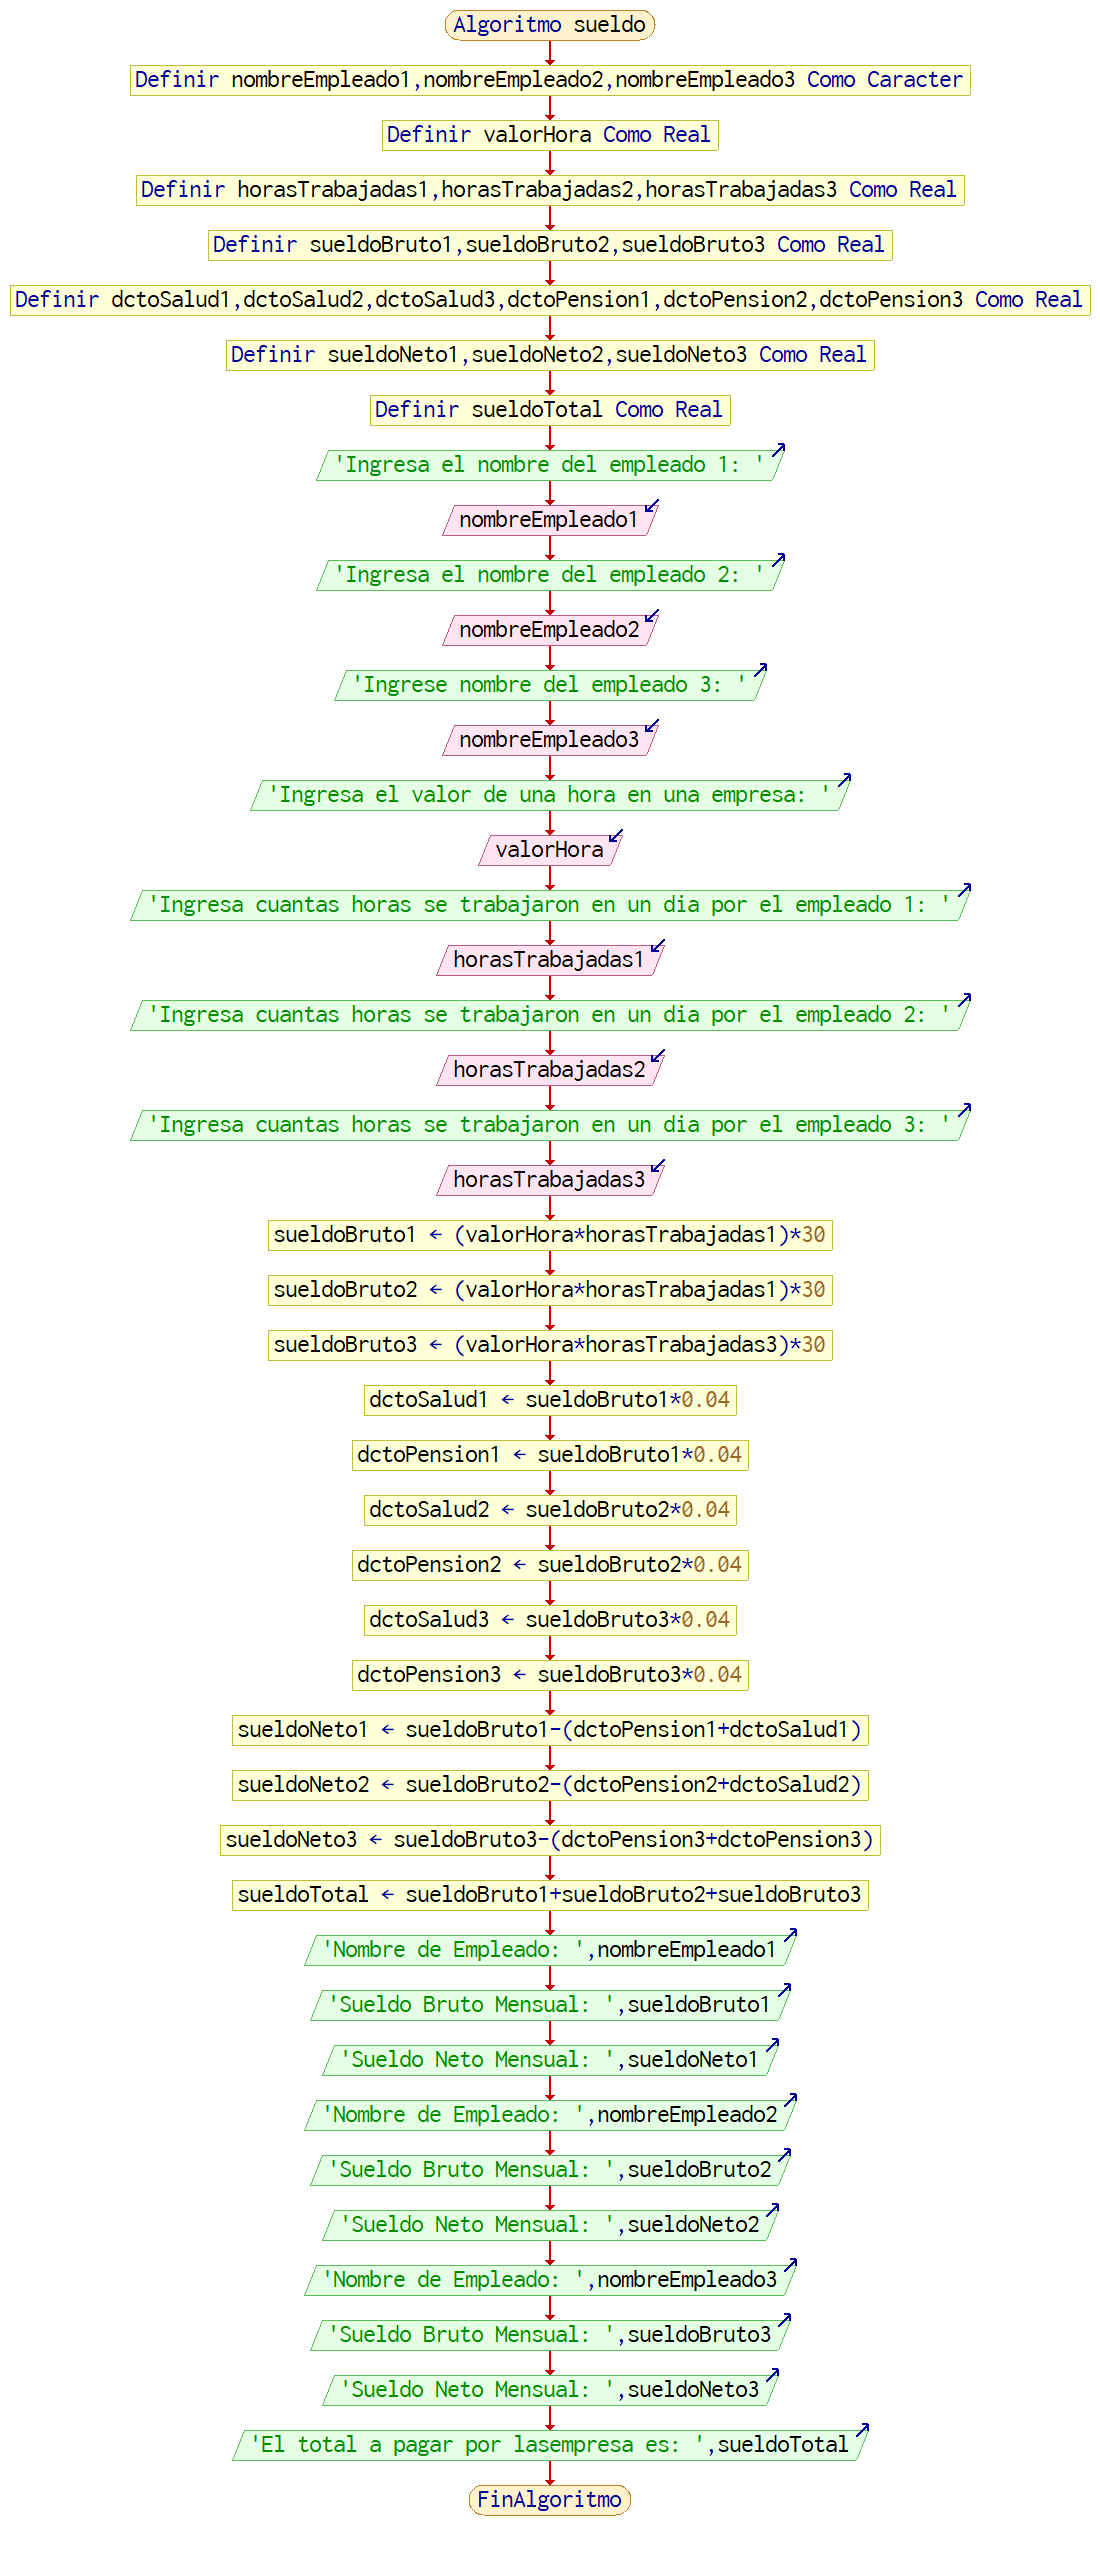 Algoritmo sueldo
Definir nombreEmpleado1,nombreEmpleado2,nombreEmpleado3 Como Caracter
Definir valorHora Como Real
Definir horasTrabajadas1,horasTrabajadas2,horasTrabajadas3 Como Real
Definir sueldoBruto1,sueldoBruto2,sueldoBruto3 Como Real
Definir dctoSalud1,dctoSalud2,dctoSalud3,dctoPension1,dctoPension2,dctoPension3 Como Real
Definir sueldoNeto1,sueldoNeto2,sueldoNeto3 Como Real
Definir sueldoTotal Como Real
'Ingresa el nombre del empleado 1: '
nombreEmpleado1
'Ingresa el nombre del empleado 2: '
nombreEmpleado2
'Ingrese nombre del empleado 3: '
nombreEmpleado3
'Ingresa el valor de una hora en una empresa: '
valorHora
'Ingresa cuantas horas se trabajaron en un dia por el empleado 1: '
horasTrabajadas1
'Ingresa cuantas horas se trabajaron en un dia por el empleado 2: '
horasTrabajadas2
'Ingresa cuantas horas se trabajaron en un dia por el empleado 3: '
horasTrabajadas3
sueldoBruto1 ← (valorHora*horasTrabajadas1)*30
sueldoBruto2 ← (valorHora*horasTrabajadas1)*30
sueldoBruto3 ← (valorHora*horasTrabajadas3)*30
dctoSalud1 ← sueldoBruto1*0.04
dctoPension1 ← sueldoBruto1*0.04
dctoSalud2 ← sueldoBruto2*0.04
dctoPension2 ← sueldoBruto2*0.04
dctoSalud3 ← sueldoBruto3*0.04
dctoPension3 ← sueldoBruto3*0.04
sueldoNeto1 ← sueldoBruto1-(dctoPension1+dctoSalud1)
sueldoNeto2 ← sueldoBruto2-(dctoPension2+dctoSalud2)
sueldoNeto3 ← sueldoBruto3-(dctoPension3+dctoPension3)
sueldoTotal ← sueldoBruto1+sueldoBruto2+sueldoBruto3
'Nombre de Empleado: ',nombreEmpleado1
'Sueldo Bruto Mensual: ',sueldoBruto1
'Sueldo Neto Mensual: ',sueldoNeto1
'Nombre de Empleado: ',nombreEmpleado2
'Sueldo Bruto Mensual: ',sueldoBruto2
'Sueldo Neto Mensual: ',sueldoNeto2
'Nombre de Empleado: ',nombreEmpleado3
'Sueldo Bruto Mensual: ',sueldoBruto3
'Sueldo Neto Mensual: ',sueldoNeto3
'El total a pagar por lasempresa es: ',sueldoTotal
FinAlgoritmo